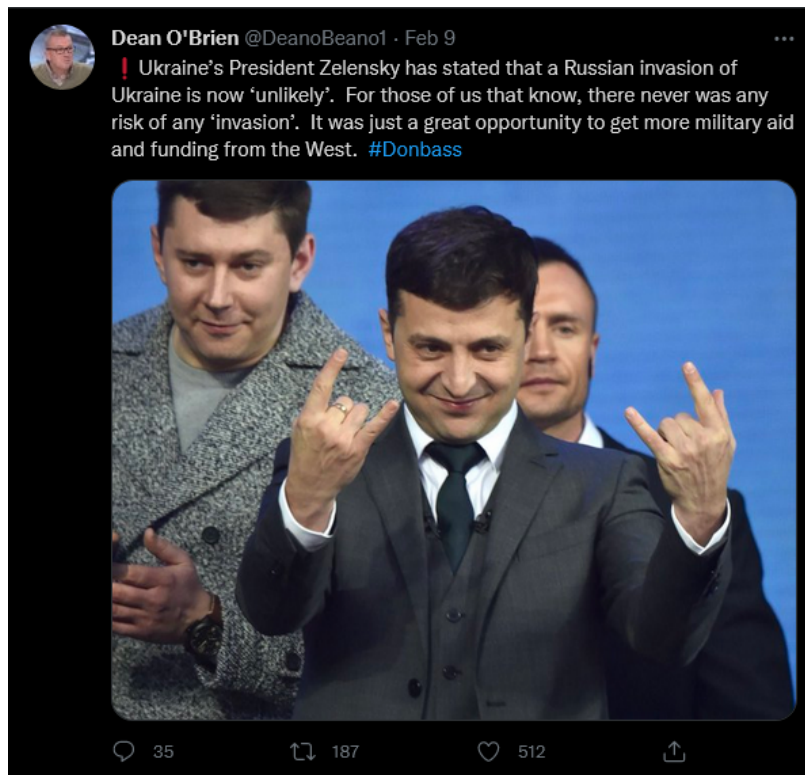 Dean O'Brien @DeanoBeano1 · Feb 9
❗ Ukraine's President Zelensky has stated that a Russian invasion of
Ukraine is now 'unlikely'. For those of us that know, there never was any
risk of any 'invasion'. It was just a great opportunity to get more military aid
and funding from the West. #Donbass
35 187 512